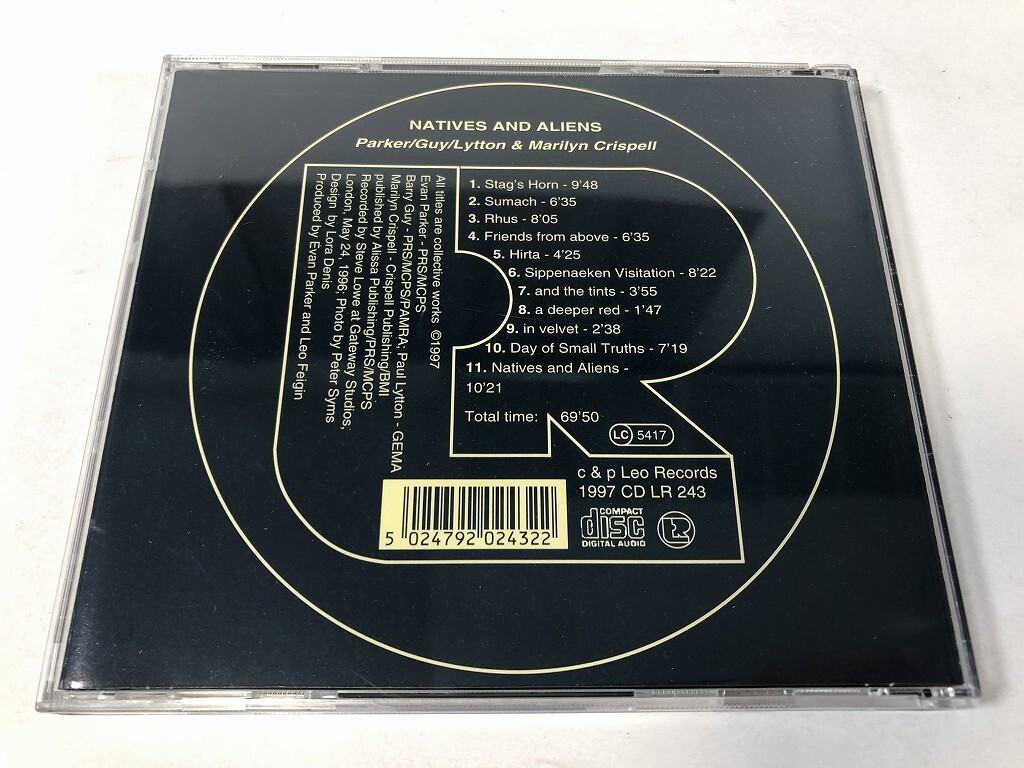 NATIVES AND ALIENS
Parker/Guy/Lytton & Marilyn Crispell
1. Stag's Horn - 9'48
2. Sumach - 6'35
3. Rhus - 8'05
4. Friends from above - 6'35
5. Hirta - 4'25
6. Sippenaeken Visitation - 8'22
7. and the tints - 3'55
8. a deeper red - 1'47
9. in velvet - 2'38
10. Day of Small Truths - 7'19
11. Natives and Aliens -
10'21
Total time: 69'50
LC 5417
All titles are collective works ©1997
Evan Parker - PRS/MCPS
Barry Guy - PRS/MCPS/PAMRA; Paul Lytton - GEMA
Marilyn Crispell - Crispell Publishing/BMI
published by Alissa Publishing/PRS/MCPS
Recorded by Steve Lowe at Gateway Studios,
London, May 24, 1996; Photo by Peter Syms
Design by Lora Denis
Produced by Evan Parker and Leo Feigin
c & p Leo Records
1997 CD LR 243
5 024792 024322
COMPACT
disc
DIGITAL AUDIO